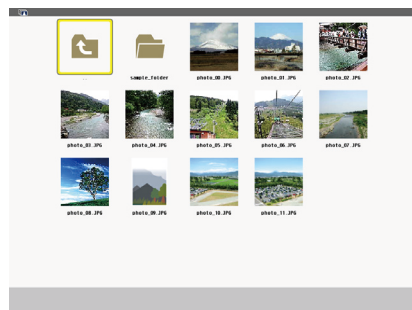 ..
sample_folder
photo_00.JPG
photo_01.JPG
photo_02.JPG
photo_03.JPG
photo_04.JPG
photo_05.JPG
photo_06.JPG
photo_07.JPG
photo_08.JPG
photo_09.JPG
photo_10.JPG
photo_11.JPG